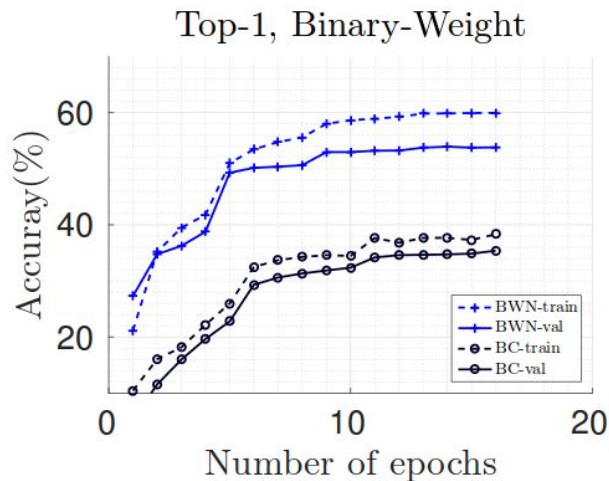 Top-1, Binary-Weight
Accuray(%)
60
40
20
BWN-train
BWN-val
BC-train
BC-val
0 10 20
Number of epochs